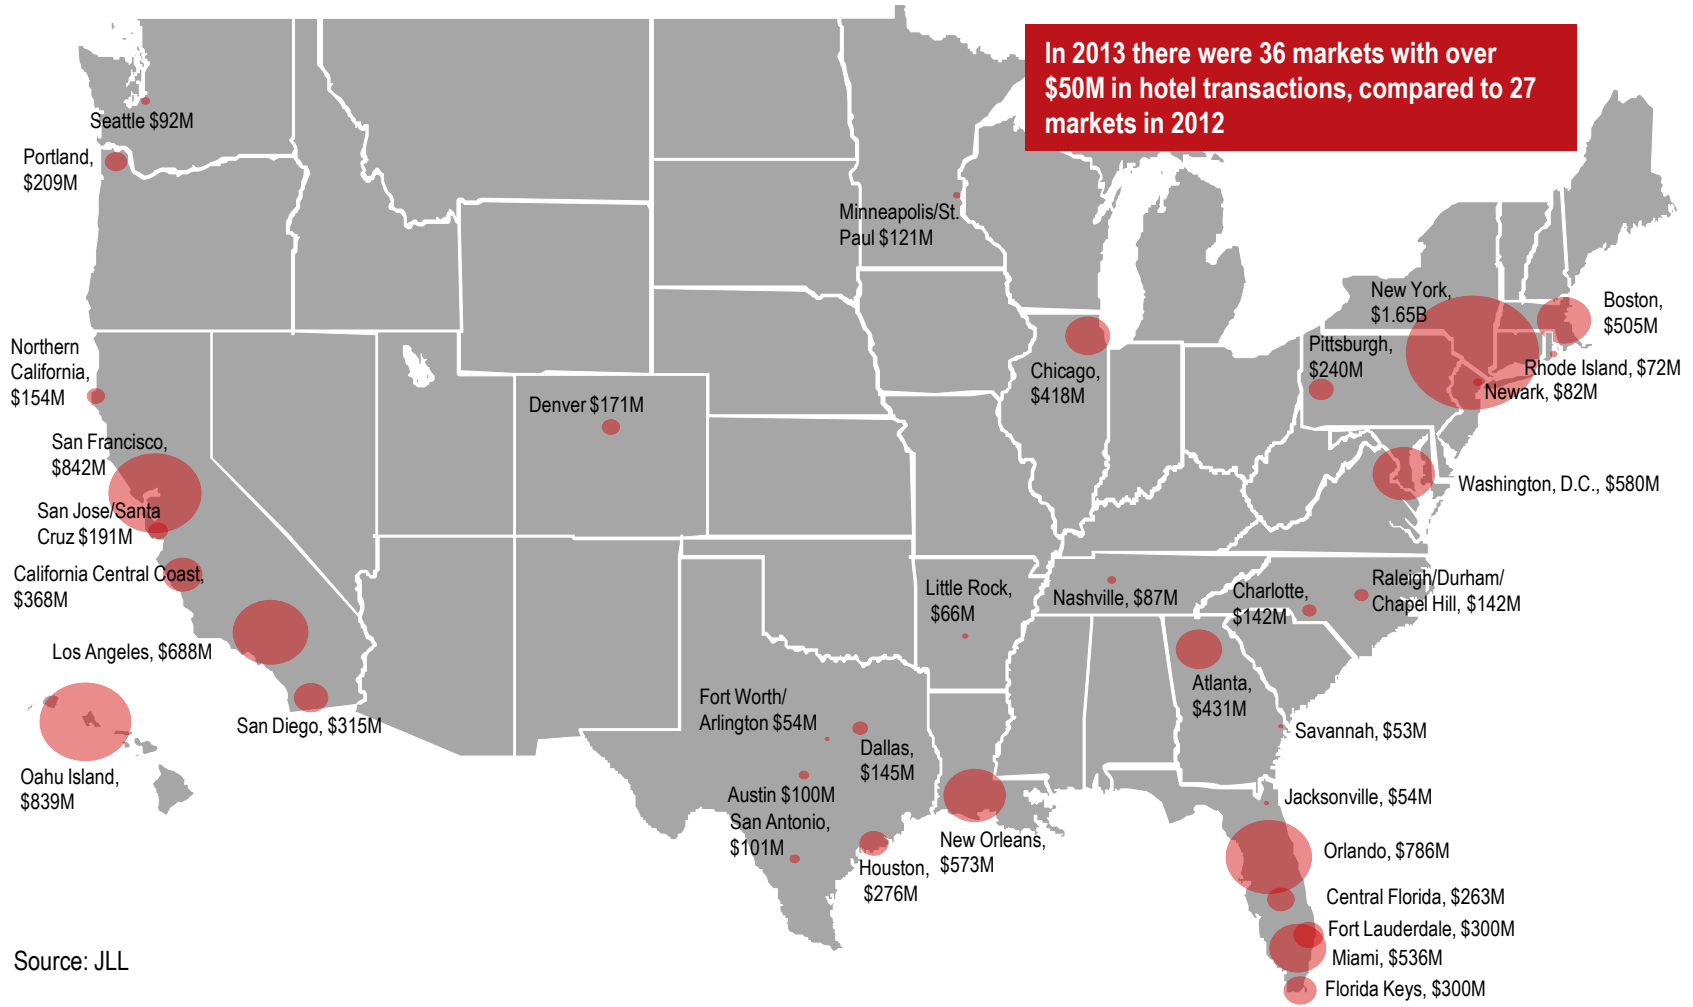 In 2013 there were 36 markets with over
$50M in hotel transactions, compared to 27
markets in 2012
Seattle $92M
Portland,
$209M
Minneapolis/St.
Paul $121M
New York,
$1.65B
Boston,
$505M
Northern
California,
$154M
Pittsburgh,
$240M
Chicago,
$418M
Rhode Island, $72M
Newark, $82M
Denver $171M
San Francisco,
$842M
Washington, D.C., $580M
San Jose/Santa
Cruz $191M
California Central Coast,
$368M
Little Rock,
$66M
Nashville, $87M
Charlotte,
$142M
Raleigh/Durham/
Chapel Hill, $142M
Los Angeles, $688M
Fort Worth/
Arlington $54M
Atlanta,
$431M
San Diego, $315M
Savannah, $53M
Dallas,
$145M
Oahu Island,
$839M
Austin $100M
San Antonio,
$101M
Jacksonville, $54M
New Orleans,
$573M
Houston,
$276M
Orlando, $786M
Central Florida, $263M
Fort Lauderdale, $300M
Miami, $536M
Florida Keys, $300M
Source: JLL